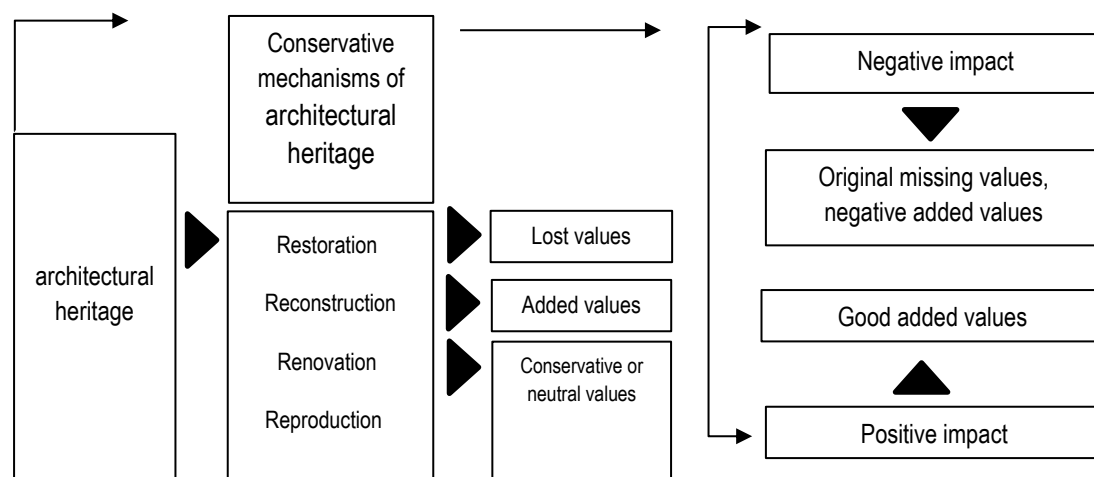 architectural
heritage
Conservative
mechanisms of
architectural
heritage
Restoration
Reconstruction
Renovation
Reproduction
Lost values
Added values
Conservative or
neutral values
Negative impact
Original missing values,
negative added values
Good added values
Positive impact